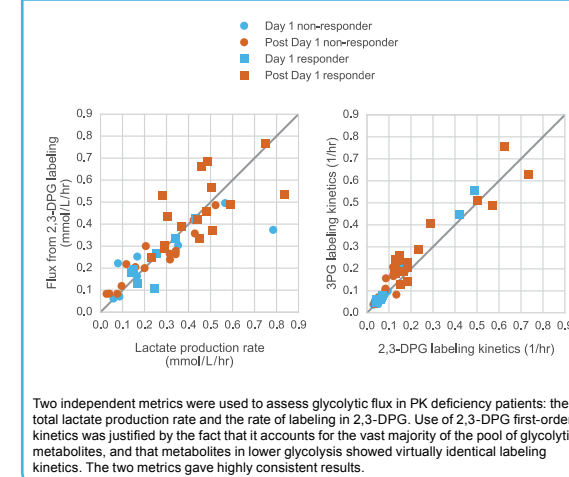 Day 1 non-responder
Post Day 1 non-responder
Day 1 responder
Post Day 1 responder
Flux from 2,3-DPG labeling
(mmol/L/hr)
0.9
0.8
0.7
0.6
0.5
0.4
0.3
0.2
0.1
0.0
0.0 0.1 0.2 0.3 0.4 0.5 0.6 0.7 0.8 0.9
Lactate production rate
(mmol/L/hr)
3PG labeling kinetics (1/hr)
0.9
0.8
0.7
0.6
0.5
0.4
0.3
0.2
0.1
0.0
0.0 0.1 0.2 0.3 0.4 0.5 0.6 0.7 0.8 0.9
2,3-DPG labeling kinetics (1/hr)
Two independent metrics were used to assess glycolytic flux in PK deficiency patients: the
total lactate production rate and the rate of labeling in 2,3-DPG. Use of 2,3-DPG first-order
kinetics was justified by the fact that it accounts for the vast majority of the pool of glycolyti
metabolites, and that metabolites in lower glycolysis showed virtually identical labeling
kinetics. The two metrics gave highly consistent results.